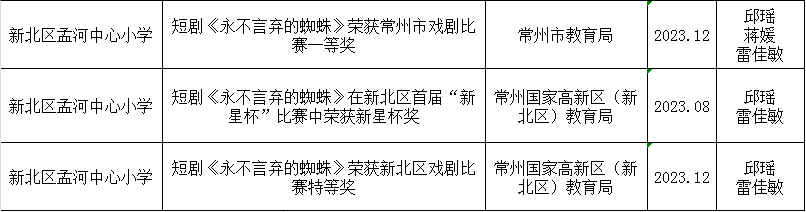 新北区孟河中心小学
短剧《永不言弃的蜘蛛》荣获常州市戏剧比
赛一等奖
常州市教育局
2023.12
邱瑶
蒋媛
雷佳敏
新北区孟河中心小学
短剧《永不言弃的蜘蛛》在新北区首届“新
星杯”比赛中荣获新星杯奖
常州国家高新区（新
北区）教育局
2023.08
邱瑶
雷佳敏
新北区孟河中心小学
短剧《永不言弃的蜘蛛》荣获新北区戏剧比
赛特等奖
常州国家高新区（新
北区）教育局
2023.12
邱瑶
雷佳敏